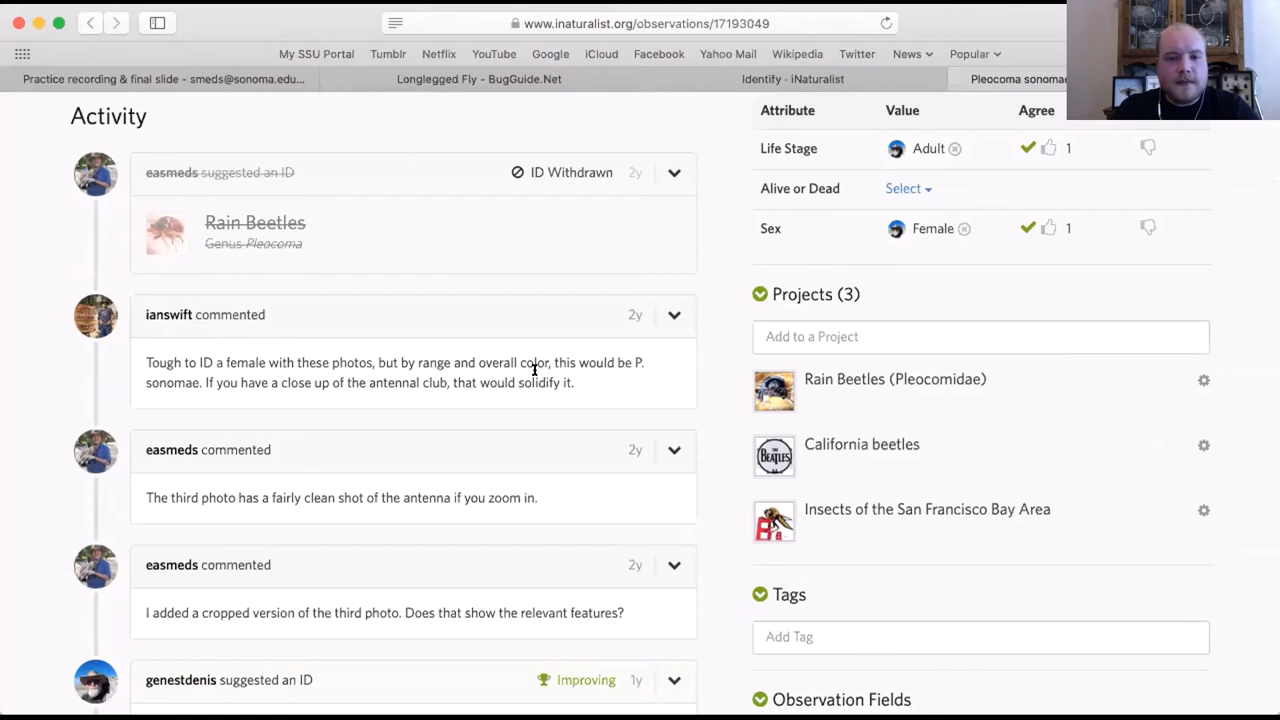 www.inaturalist.org/observations/17193049
My SSU Portal Tumblr Netflix YouTube Google iCloud Facebook Yahoo Mail Wikipedia Twitter News Popular
Practice recording & final slide - smeds@sonoma.edu... Longlegged Fly - BugGuide.Net Identify · iNaturalist Pleocoma sonomae
Activity
easmeds suggested an ID ID Withdrawn 2y
Rain Beetles
Genus Pleocoma
ianswift commented 2y
Tough to ID a female with these photos, but by range and overall color, this would be P.
sonomae. If you have a close up of the antennal club, that would solidify it.
easmeds commented 2y
The third photo has a fairly clean shot of the antenna if you zoom in.
easmeds commented 2y
I added a cropped version of the third photo. Does that show the relevant features?
genestdenis suggested an ID Improving 1y
Attribute Value Agree
Life Stage Adult 1
Alive or Dead Select
Sex Female 1
Projects (3)
Add to a Project
Rain Beetles (Pleocomidae)
THE BEATLES California beetles
Insects of the San Francisco Bay Area
Tags
Add Tag
Observation Fields